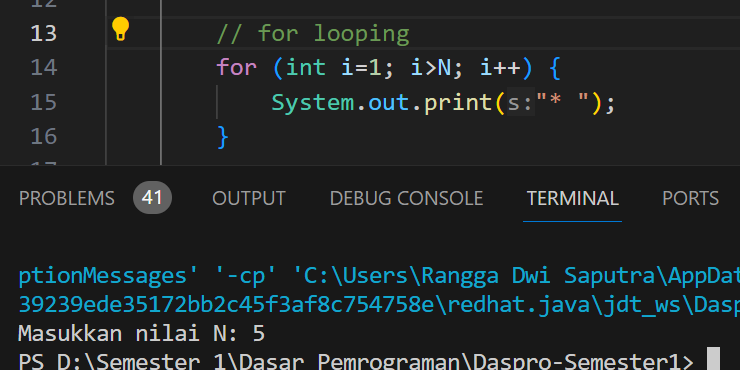 12
13 // for looping
14 for (int i=1; i>N; i++) {
15 System.out.print(s:"* ");
16 }
17
PROBLEMS 41 OUTPUT DEBUG CONSOLE TERMINAL PORTS
ptionMessages' '-cp' 'C:\Users\Rangga Dwi Saputra\AppDat
39239ede35172bb2c45f3af8c754758e\redhat.java\jdt_ws\Dasp
Masukkan nilai N: 5
PS D:\Semester 1\Dasar Pemrograman\Daspro-Semester1>